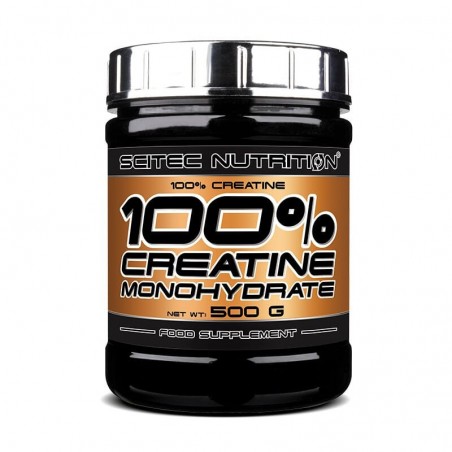 SCITEC NUTRITION®
100% CREATINE
100%
CREATINE
MONOHYDRATE
NET WT: 500 G
FOOD SUPPLEMENT